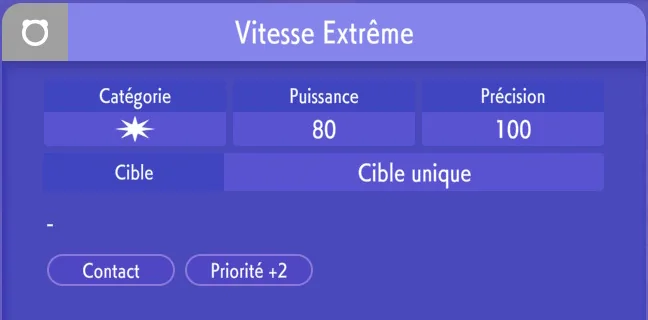 Vitesse Extrême
Catégorie Puissance Précision
80 100
Cible Cible unique
-
Contact Priorité +2